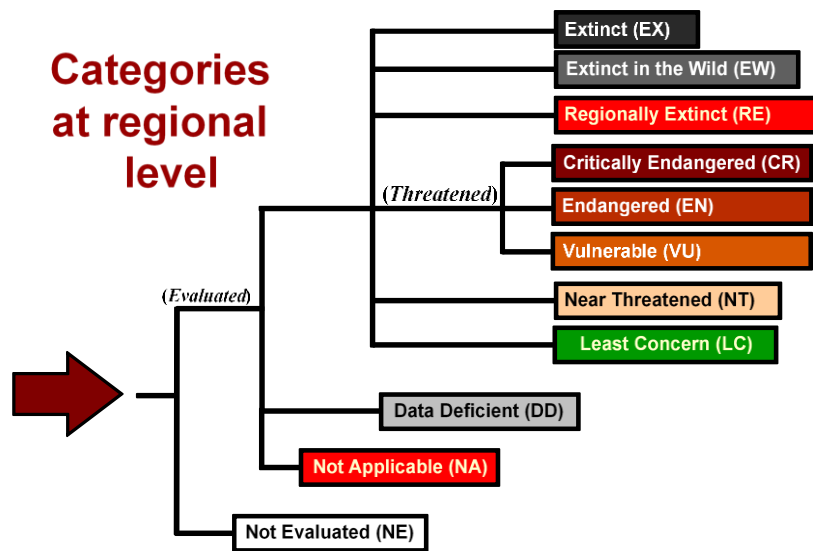 Categories
at regional
level
Extinct (EX)
Extinct in the Wild (EW)
Regionally Extinct (RE)
Critically Endangered (CR)
(Threatened)
Endangered (EN)
Vulnerable (VU)
(Evaluated)
Near Threatened (NT)
Least Concern (LC)
Data Deficient (DD)
Not Applicable (NA)
Not Evaluated (NE)